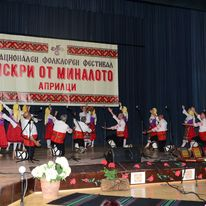 НАЦИОНАЛЕН ФОЛКЛОРЕН ФЕСТИВАЛ
ИСКРИ ОТ МИНАЛОТО
АПРИЛЦИ